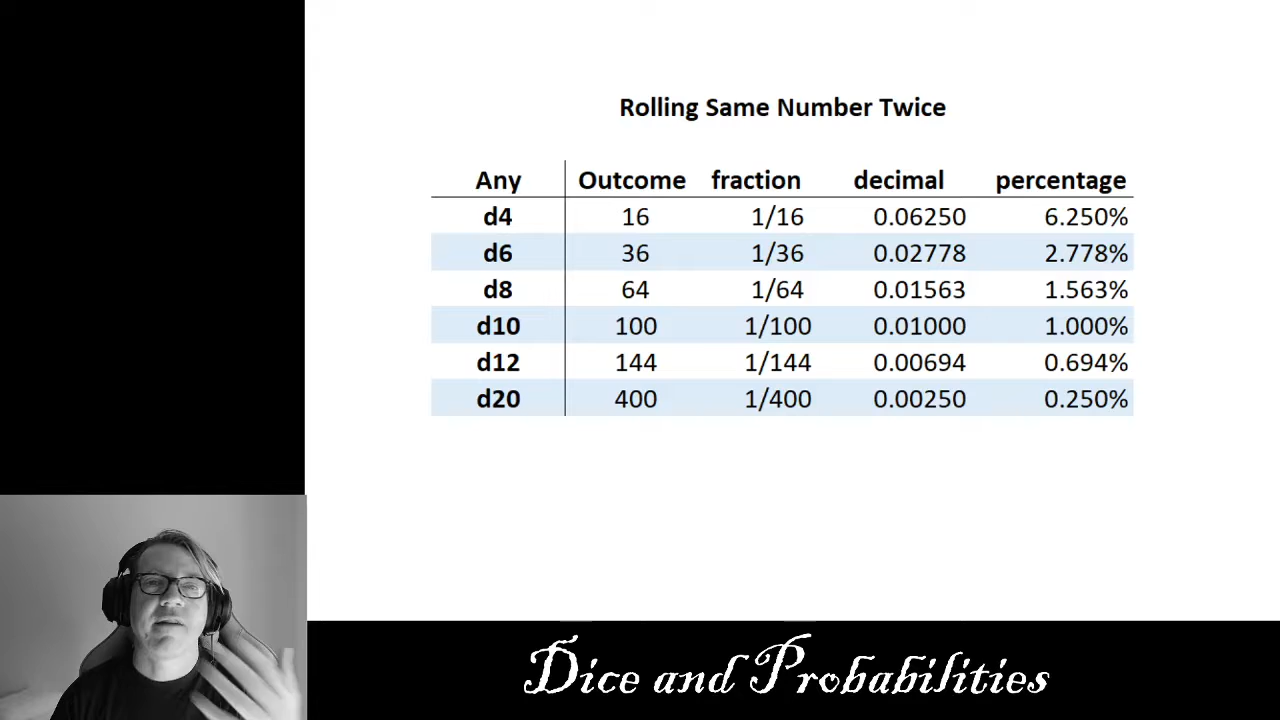 Rolling Same Number Twice
Any Outcome fraction decimal percentage
d4 16 1/16 0.06250 6.250%
d6 36 1/36 0.02778 2.778%
d8 64 1/64 0.01563 1.563%
d10 100 1/100 0.01000 1.000%
d12 144 1/144 0.00694 0.694%
d20 400 1/400 0.00250 0.250%
Dice and Probabilities